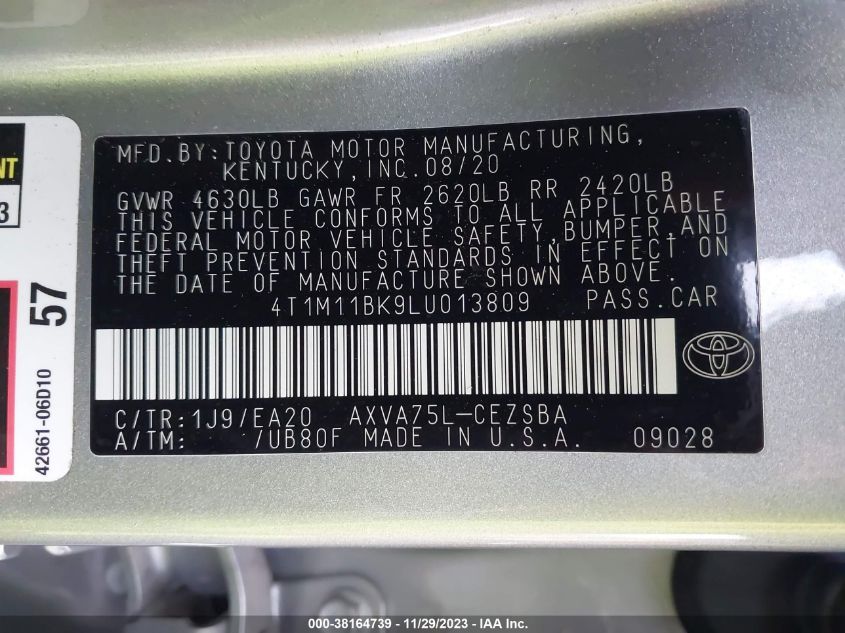 NT
3
57
42661-06D10
MFD.BY:TOYOTA MOTOR MANUFACTURING,
KENTUCKY,INC.08/20
GVWR 4630LB GAWR FR 2620LB RR 2420LB
THIS VEHICLE CONFORMS TO ALL APPLICABLE
FEDERAL MOTOR VEHICLE SAFETY,BUMPER,AND
THEFT PREVENTION STANDARDS IN EFFECT ON
THE DATE OF MANUFACTURE SHOWN ABOVE.
4T1M11BK9LU013809 PASS.CAR
C/TR:1J9/EA20 AXVA75L-CEZSBA
A/TM: /UB80F MADE IN U.S.A. 09028
000-38164739 - 11/29/2023 - IAA Inc.